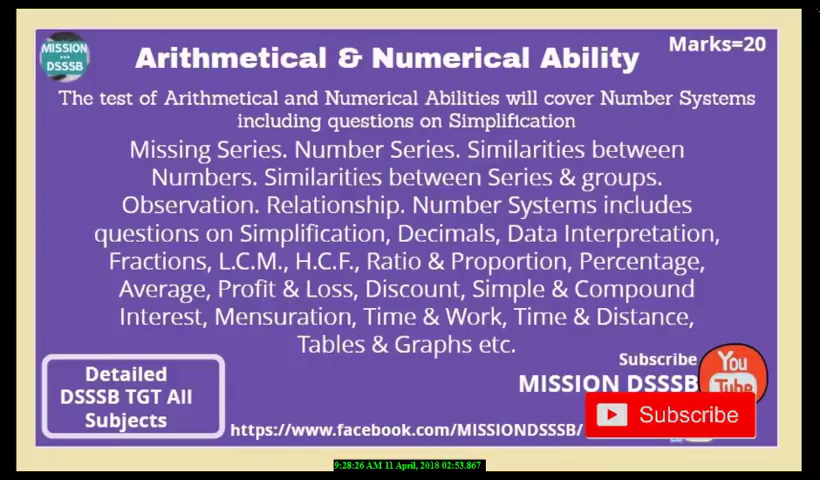 MISSION
DSSSB
Arithmetical & Numerical Ability
Marks=20
The test of Arithmetical and Numerical Abilities will cover Number Systems
including questions on Simplification
Missing Series. Number Series. Similarities between
Numbers. Similarities between Series & groups.
Observation. Relationship. Number Systems includes
questions on Simplification, Decimals, Data Interpretation,
Fractions, L.C.M., H.C.F., Ratio & Proportion, Percentage,
Average, Profit & Loss, Discount, Simple & Compound
Interest, Mensuration, Time & Work, Time & Distance,
Tables & Graphs etc.
Detailed
DSSSB TGT All
Subjects
Subscribe
MISSION DSSSB
You
Tube
Subscribe
https://www.facebook.com/MISSIONDSSSB/
9:28:26 AM 11 April, 2018 02:53.867